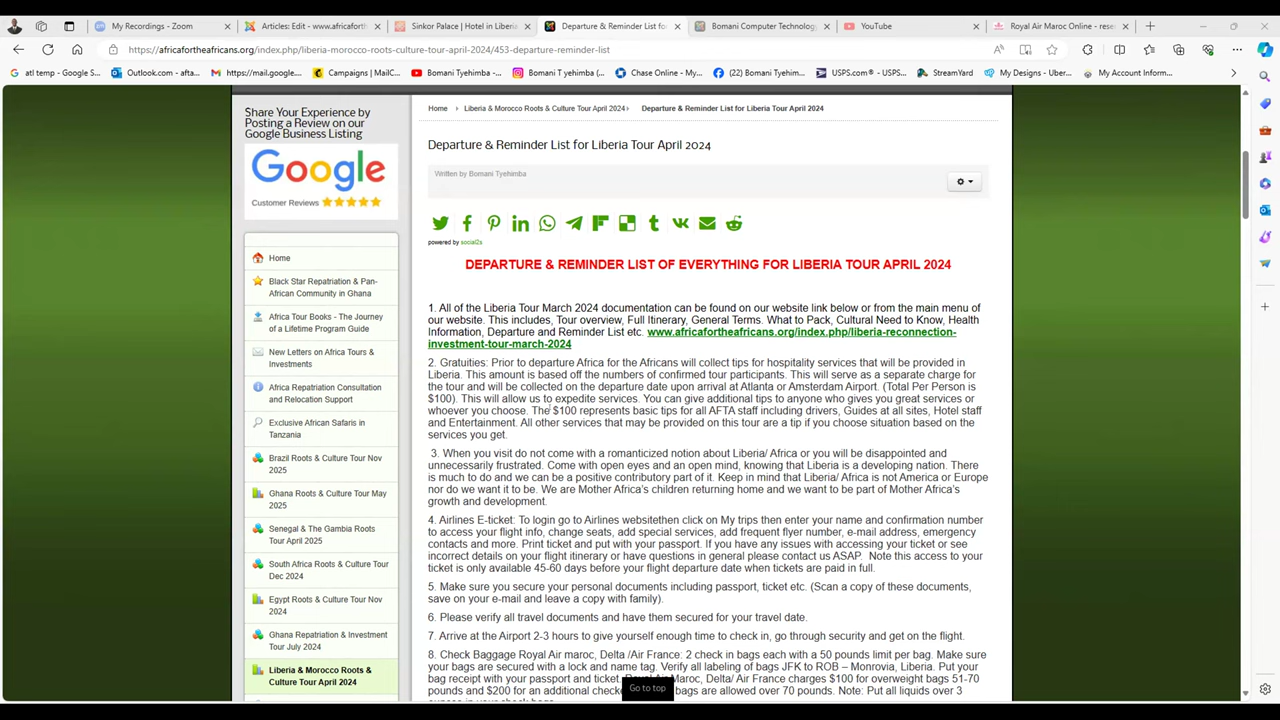 My Recordings - Zoom
Articles: Edit - www.africaforth
Sinkor Palace | Hotel in Liberia
Departure & Reminder List for
Bomani Computer Technology
YouTube
Royal Air Maroc Online - rese
https://africafortheafricans.org/index.php/liberia-morocco-roots-culture-tour-april-2024/453-departure-reminder-list
atl temp - Google S...
Outlook.com - afta...
https://mail.google....
Campaigns | MailC...
Bomani Tyehimba -...
Bomani T yehimba (...
Chase Online - My...
(22) Bomani Tyehim...
USPS.com® - USPS...
StreamYard
My Designs - Uber...
My Account Inform...
Share Your Experience by
Posting a Review on our
Google Business Listing
Google
Customer Reviews
Home
Black Star Repatriation & Pan-
African Community in Ghana
Africa Tour Books - The Journey
of a Lifetime Program Guide
New Letters on Africa Tours &
Investments
Africa Repatriation Consultation
and Relocation Support
Exclusive African Safaris in
Tanzania
Brazil Roots & Culture Tour Nov
2025
Ghana Roots & Culture Tour May
2025
Senegal & The Gambia Roots
Tour April 2025
South Africa Roots & Culture Tour
Dec 2024
Egypt Roots & Culture Tour Nov
2024
Ghana Repatriation & Investment
Tour July 2024
Liberia & Morocco Roots &
Culture Tour April 2024
Home
Liberia & Morocco Roots & Culture Tour April 2024
Departure & Reminder List for Liberia Tour April 2024
Departure & Reminder List for Liberia Tour April 2024
Written by Bomani Tyehimba
powered by social2s
DEPARTURE & REMINDER LIST OF EVERYTHING FOR LIBERIA TOUR APRIL 2024
1. All of the Liberia Tour March 2024 documentation can be found on our website link below or from the main menu of
our website. This includes, Tour overview, Full Itinerary, General Terms. What to Pack, Cultural Need to Know, Health
Information, Departure and Reminder List etc. www.africafortheafricans.org/index.php/liberia-reconnection-
investment-tour-march-2024
2. Gratuities: Prior to departure Africa for the Africans will collect tips for hospitality services that will be provided in
Liberia. This amount is based off the numbers of confirmed tour participants. This will serve as a separate charge for
the tour and will be collected on the departure date upon arrival at Atlanta or Amsterdam Airport. (Total Per Person is
$100). This will allow us to expedite services. You can give additional tips to anyone who gives you great services or
whoever you choose. The $100 represents basic tips for all AFTA staff including drivers, Guides at all sites, Hotel staff
and Entertainment. All other services that may be provided on this tour are a tip if you choose situation based on the
services you get.
3. When you visit do not come with a romanticized notion about Liberia/ Africa or you will be disappointed and
unnecessarily frustrated. Come with open eyes and an open mind, knowing that Liberia is a developing nation. There
is much to do and we can be a positive contributory part of it. Keep in mind that Liberia/ Africa is not America or Europe
nor do we want it to be. We are Mother Africa's children returning home and we want to be part of Mother Africa's
growth and development.
4. Airlines E-ticket: To login go to Airlines websitethen click on My trips then enter your name and confirmation number
to access your flight info, change seats, add special services, add frequent flyer number, e-mail address, emergency
contacts and more. Print ticket and put with your passport. If you have any issues with accessing your ticket or see
incorrect details on your flight itinerary or have questions in general please contact us ASAP. Note this access to your
ticket is only available 45-60 days before your flight departure date when tickets are paid in full.
5. Make sure you secure your personal documents including passport, ticket etc. (Scan a copy of these documents,
save on your e-mail and leave a copy with family).
6. Please verify all travel documents and have them secured for your travel date.
7. Arrive at the Airport 2-3 hours to give yourself enough time to check in, go through security and get on the flight.
8. Check Baggage Royal Air maroc, Delta /Air France: 2 check in bags each with a 50 pounds limit per bag. Make sure
your bags are secured with a lock and name tag. Verify all labeling of bags JFK to ROB – Monrovia, Liberia. Put your
bag receipt with your passport and ticket. Royal Air Maroc, Delta/ Air France charges $100 for overweight bags 51-70
pounds and $200 for an additional checke bags are allowed over 70 pounds. Note: Put all liquids over 3
Go to top